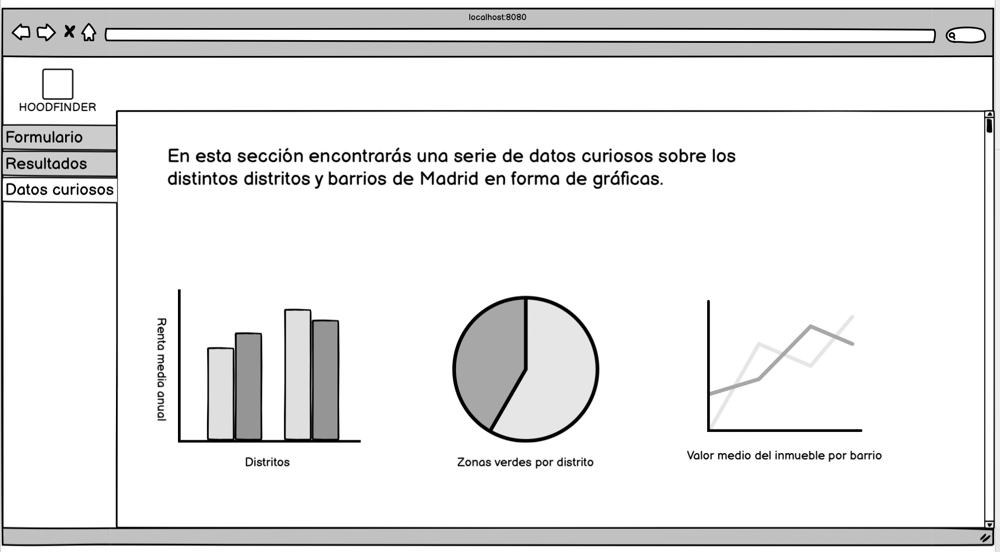 localhost:8080
HOODFINDER
Formulario
Resultados
Datos curiosos
En esta sección encontrarás una serie de datos curiosos sobre los
distintos distritos y barrios de Madrid en forma de gráficas.
Renta media anual
Distritos
Zonas verdes por distrito
Valor medio del inmueble por barrio